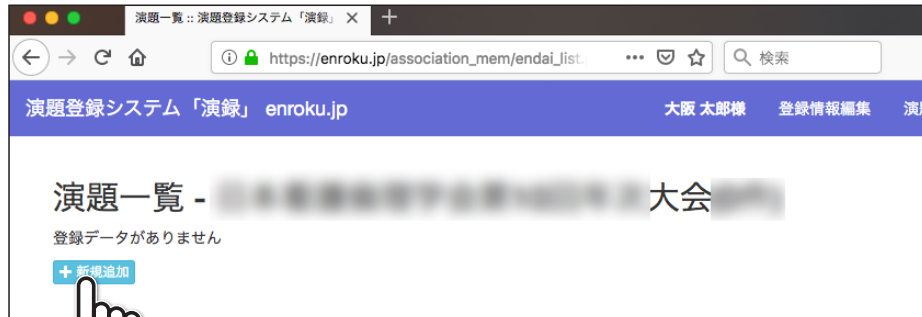 演題一覧 :: 演題登録システム「演録」
https://enroku.jp/association_mem/endai_list.
検索
演題登録システム「演録」 enroku.jp 大阪 太郎様 登録情報編集
演題一覧 - 大会
登録データがありません
新規追加